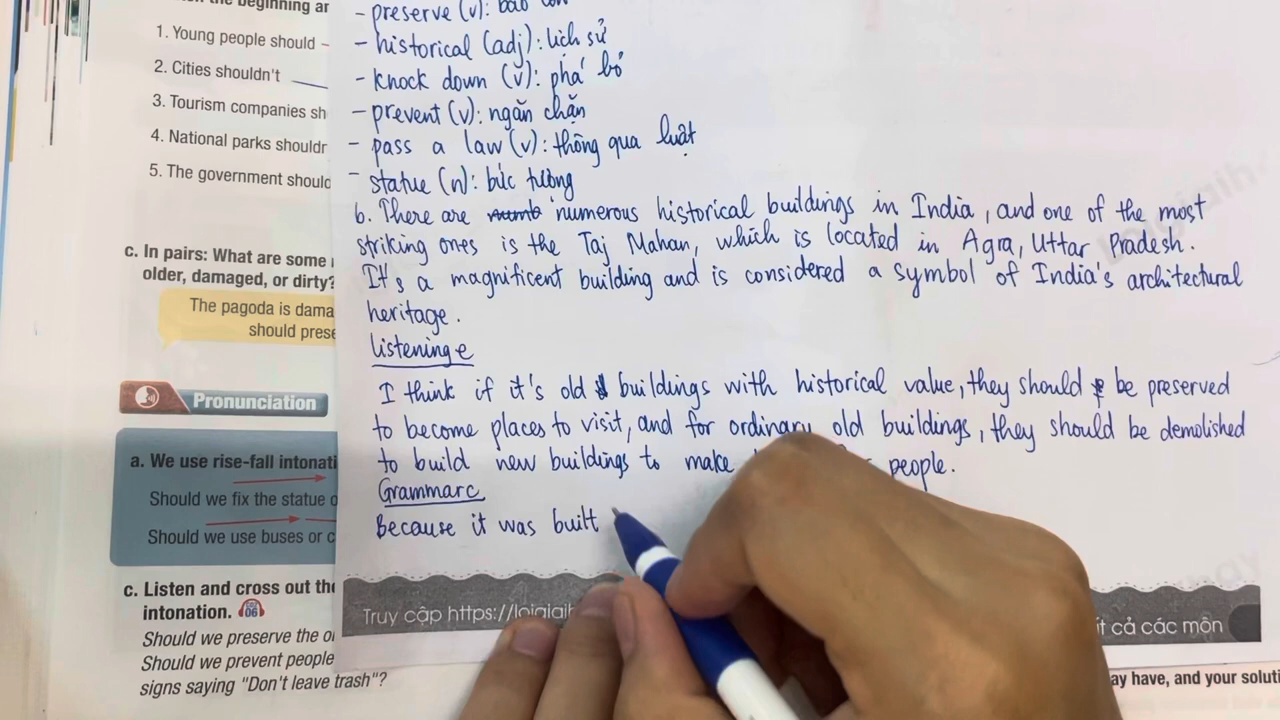 the beginning ar
1. Young people should
2. Cities shouldn't
3. Tourism companies sh
4. National parks shouldr
5. The government should
c. In pairs: What are some
older, damaged, or dirty?
The pagoda is dama
should prese
Pronunciation
a. We use rise-fall intonati
Should we fix the statue o
Should we use buses or c
c. Listen and cross out the
intonation. 06
Should we preserve the ol
Should we prevent people
signs saying "Don't leave trash"?
- preserve (v): bảo tồn
- historical (adj): lịch sử
- knock down (v): phá bỏ
- prevent (v): ngăn chặn
- pass a law (v): thông qua luật
- statue (n): bức tượng
b. There are numb numerous historical buildings in India, and one of the most
striking ones is the Taj Mahan, which is located in Agra, Uttar Pradesh.
It's a magnificent building and is considered a symbol of India's architectural
heritage.
Listening e
I think if it's old buildings with historical value, they should be preserved
to become places to visit, and for ordinary old buildings, they should be demolished
to build new buildings to make people.
Grammar c
Because it was built
Truy cập https://loigiaih
t cả các môn
ay have, and your soluti